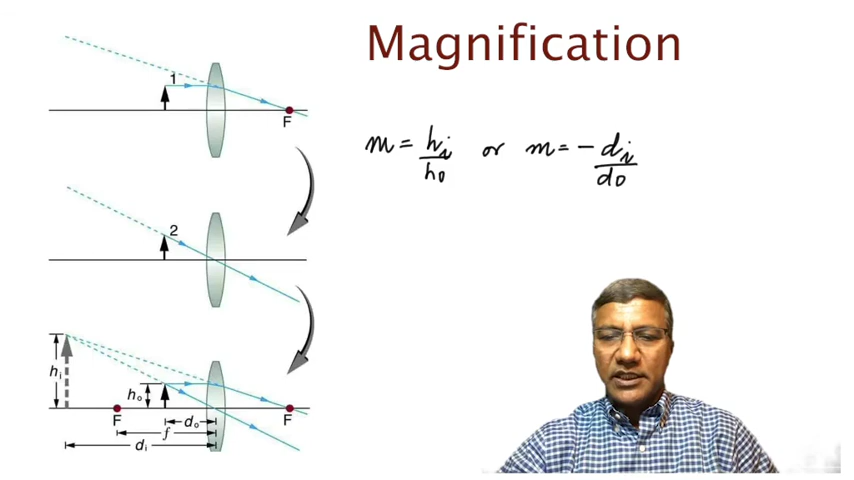 Magnification
1
F
m = hi/ho or m = - di/do
2
hi
ho
F
F
do
f
di